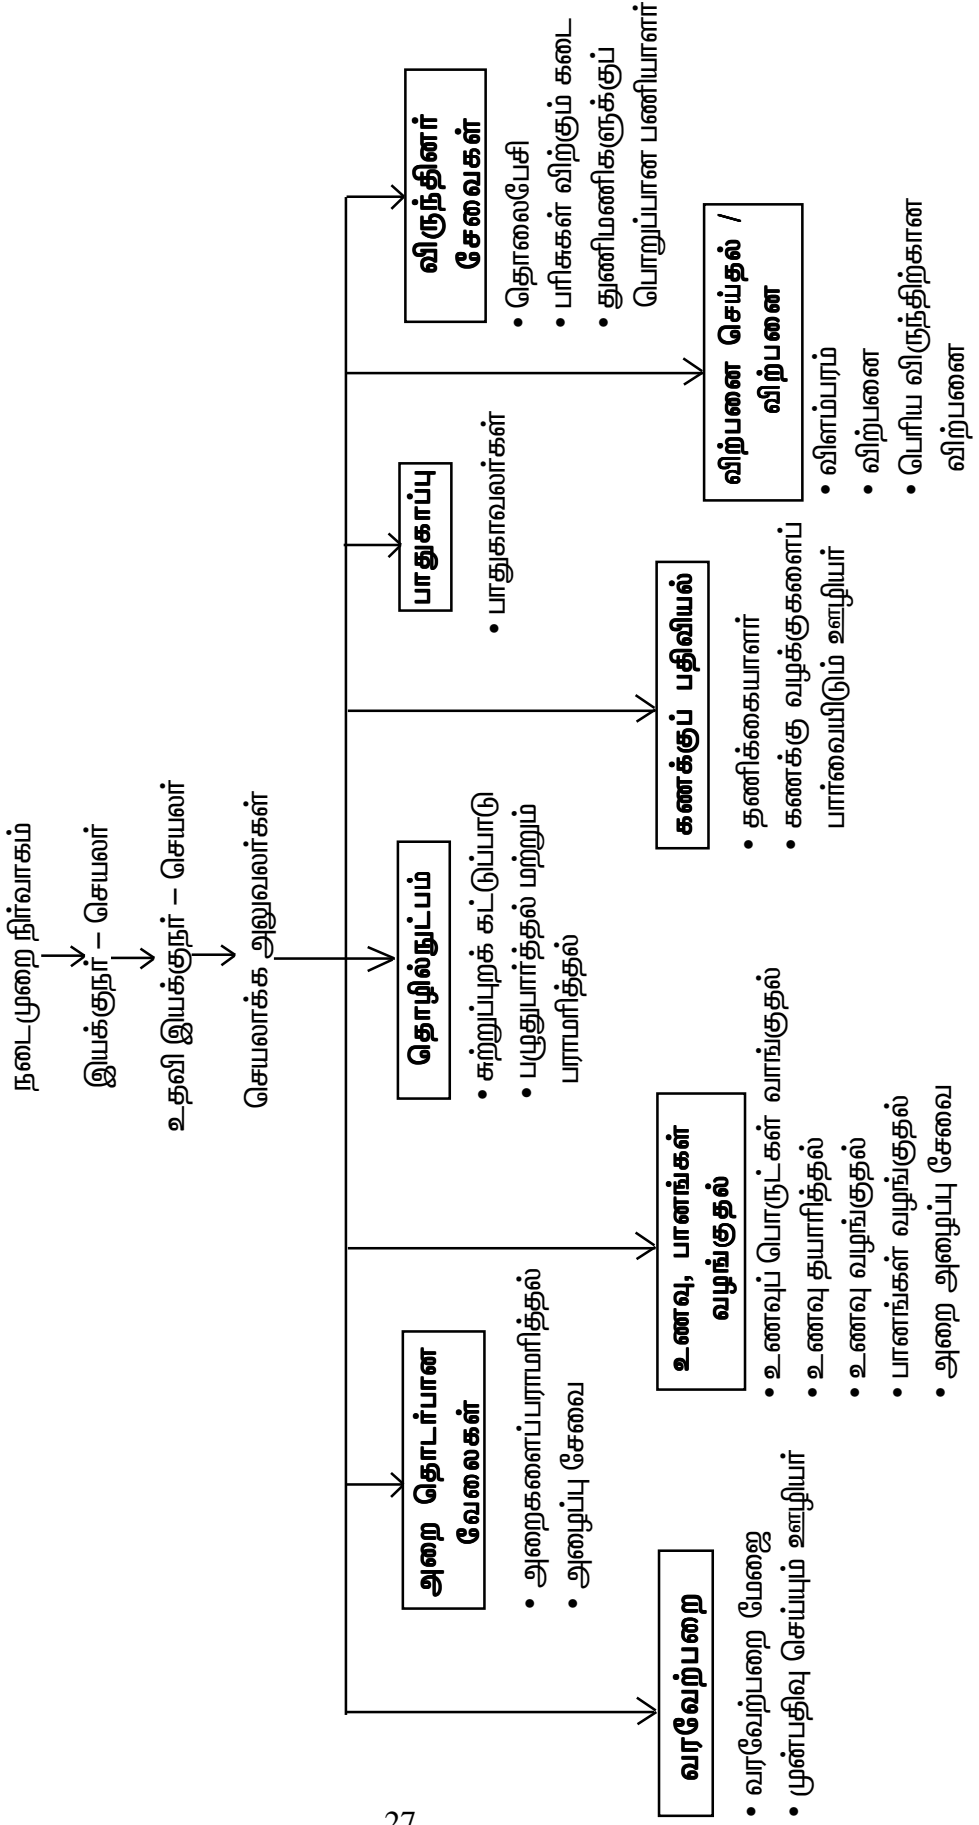 நடைமுறை நிர்வாகம்
இயக்குநர் – செயலர்
உதவி இயக்குநர் – செயலர்
செயலாக்க அலுவலர்கள்
வரவேற்பறை
• வரவேற்பறை மேஜை
• முன்பதிவு செய்யும் ஊழியர்
அறை தொடர்பான
வேலைகள்
• அறைகளைப்பராமரித்தல்
• அழைப்பு சேவை
உணவு, பானங்கள்
வழங்குதல்
• உணவுப் பொருட்கள் வாங்குதல்
• உணவு தயாரித்தல்
• உணவு வழங்குதல்
• பானங்கள் வழங்குதல்
• அறை அழைப்பு சேவை
தொழில்நுட்பம்
• சுற்றுப்புறக் கட்டுப்பாடு
• பழுதுபார்த்தல் மற்றும்
பராமரித்தல்
கணக்குப் பதிவியல்
• தணிக்கையாளர்
• கணக்கு வழக்குகளைப்
பார்வையிடும் ஊழியர்
பாதுகாப்பு
• பாதுகாவலர்கள்
விற்பனை செய்தல் /
விற்பனை
• விளம்பரம்
• விற்பனை
• பெரிய விருந்திற்கான
விற்பனை
விருந்தினர்
சேவைகள்
• தொலைபேசி
• பரிசுகள் விற்கும் கடை
• துணிமணிகளுக்குப்
பொறுப்பான பணியாளர்
27